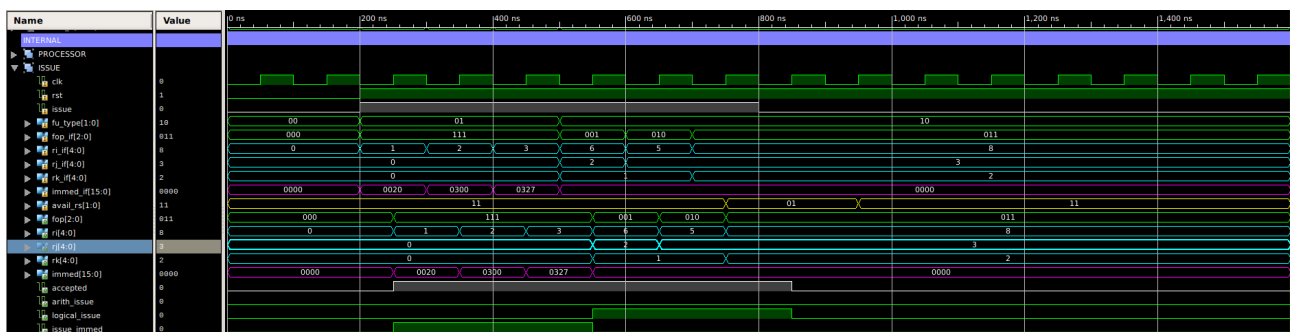 Name Value 0 ns 200 ns 400 ns 600 ns 800 ns 1,000 ns 1,200 ns 1,400 ns
INTERNAL
PROCESSOR
ISSUE
clk 0
rst 1
issue 0
fu_type[1:0] 10 00 01 10
fop_if[2:0] 011 000 111 001 010 011
ri_if[4:0] 8 0 1 2 3 6 5 8
rj_if[4:0] 3 0 2 3
rk_if[4:0] 2 0 1 2
immed_if[15:0] 0000 0000 0020 0300 0327 0000
avail_rs[1:0] 11 11 01 11
fop[2:0] 011 000 111 001 010 011
ri[4:0] 8 0 1 2 3 6 5 8
rj[4:0] 3 0 2 3
rk[4:0] 2 0 1 2
immed[15:0] 0000 0000 0020 0300 0327 0000
accepted 0
arith_issue 0
logical_issue 0
issue_immed 0